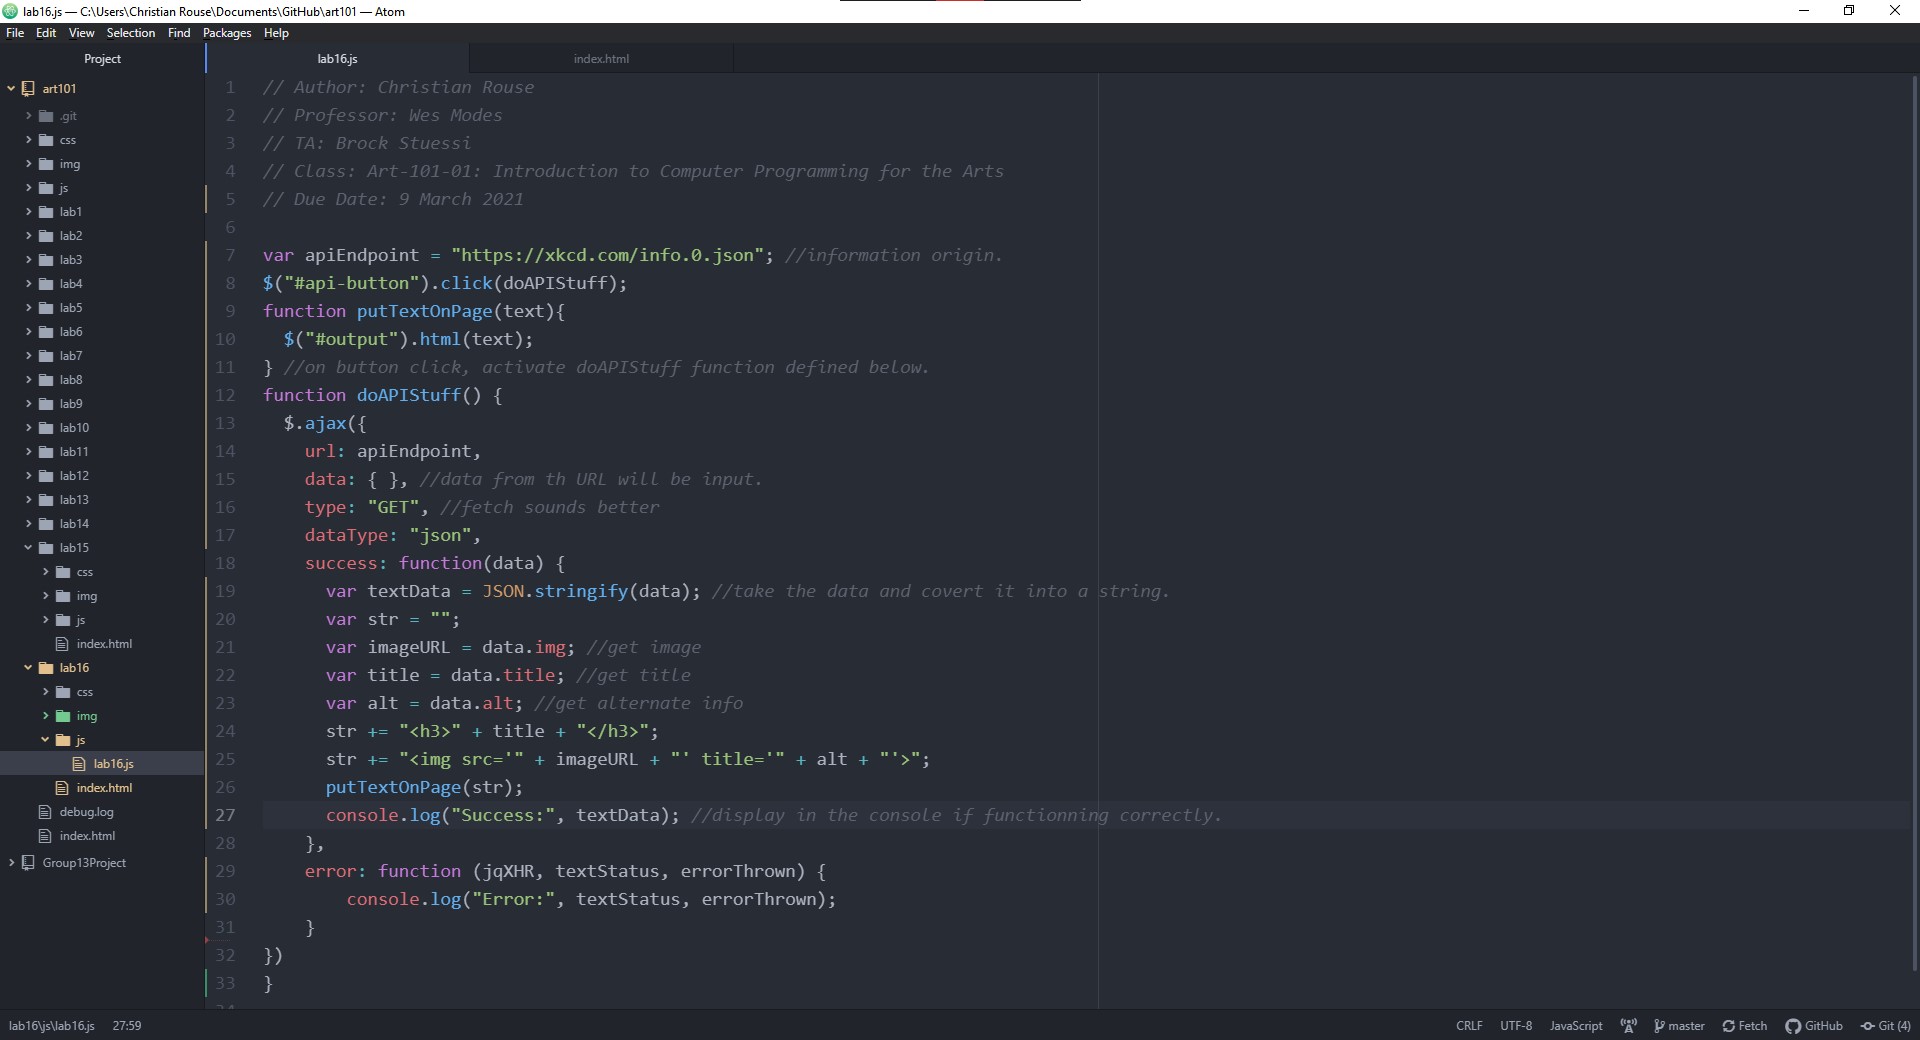 lab16.js — C:\Users\Christian Rouse\Documents\GitHub\art101 — Atom
File Edit View Selection Find Packages Help
Project
art101
.git
css
img
js
lab1
lab2
lab3
lab4
lab5
lab6
lab7
lab8
lab9
lab10
lab11
lab12
lab13
lab14
lab15
css
img
js
index.html
lab16
css
img
js
lab16.js
index.html
debug.log
index.html
Group13Project
lab16.js index.html
1 // Author: Christian Rouse
2 // Professor: Wes Modes
3 // TA: Brock Stuessi
4 // Class: Art-101-01: Introduction to Computer Programming for the Arts
5 // Due Date: 9 March 2021
6
7 var apiEndpoint = "https://xkcd.com/info.0.json"; //information origin.
8 $("#api-button").click(doAPIStuff);
9 function putTextOnPage(text){
10   $("#output").html(text);
11 } //on button click, activate doAPIStuff function defined below.
12 function doAPIStuff() {
13   $.ajax({
14     url: apiEndpoint,
15     data: { }, //data from th URL will be input.
16     type: "GET", //fetch sounds better
17     dataType: "json",
18     success: function(data) {
19       var textData = JSON.stringify(data); //take the data and covert it into a string.
20       var str = "";
21       var imageURL = data.img; //get image
22       var title = data.title; //get title
23       var alt = data.alt; //get alternate info
24       str += "<h3>" + title + "</h3>";
25       str += "<img src='" + imageURL + "' title='" + alt + "'>";
26       putTextOnPage(str);
27       console.log("Success:", textData); //display in the console if functionning correctly.
28     },
29     error: function (jqXHR, textStatus, errorThrown) {
30         console.log("Error:", textStatus, errorThrown);
31     }
32 })
33 }
lab16\js\lab16.js 27:59 CRLF UTF-8 JavaScript master Fetch GitHub Git (4)